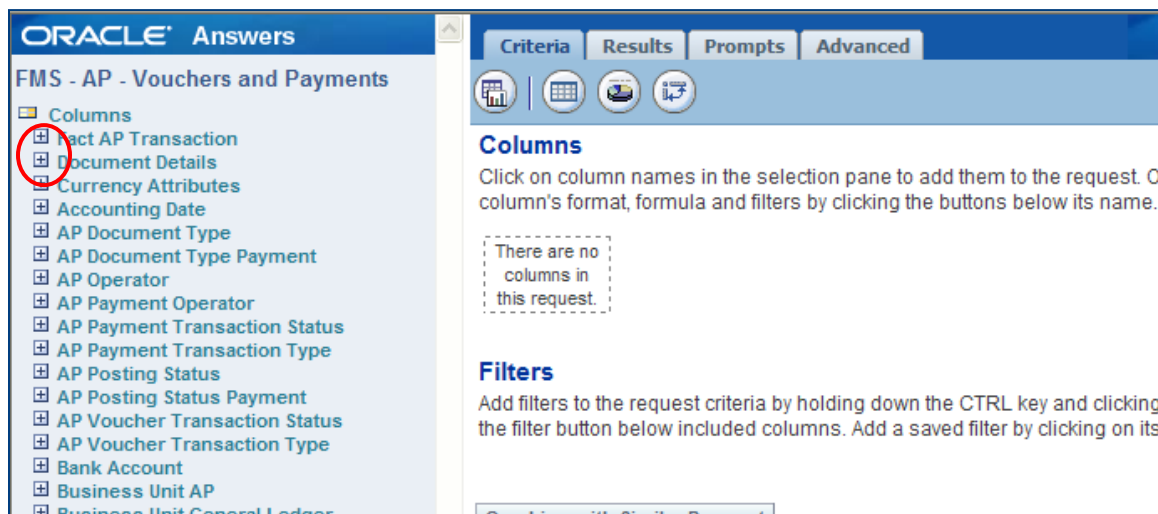 ORACLE Answers
FMS - AP - Vouchers and Payments
Columns
Fact AP Transaction
Document Details
Currency Attributes
Accounting Date
AP Document Type
AP Document Type Payment
AP Operator
AP Payment Operator
AP Payment Transaction Status
AP Payment Transaction Type
AP Posting Status
AP Posting Status Payment
AP Voucher Transaction Status
AP Voucher Transaction Type
Bank Account
Business Unit AP
Business Unit General Ledger
Criteria Results Prompts Advanced
Columns
Click on column names in the selection pane to add them to the request. O
column's format, formula and filters by clicking the buttons below its name.
There are no
columns in
this request.
Filters
Add filters to the request criteria by holding down the CTRL key and clicking
the filter button below included columns. Add a saved filter by clicking on its